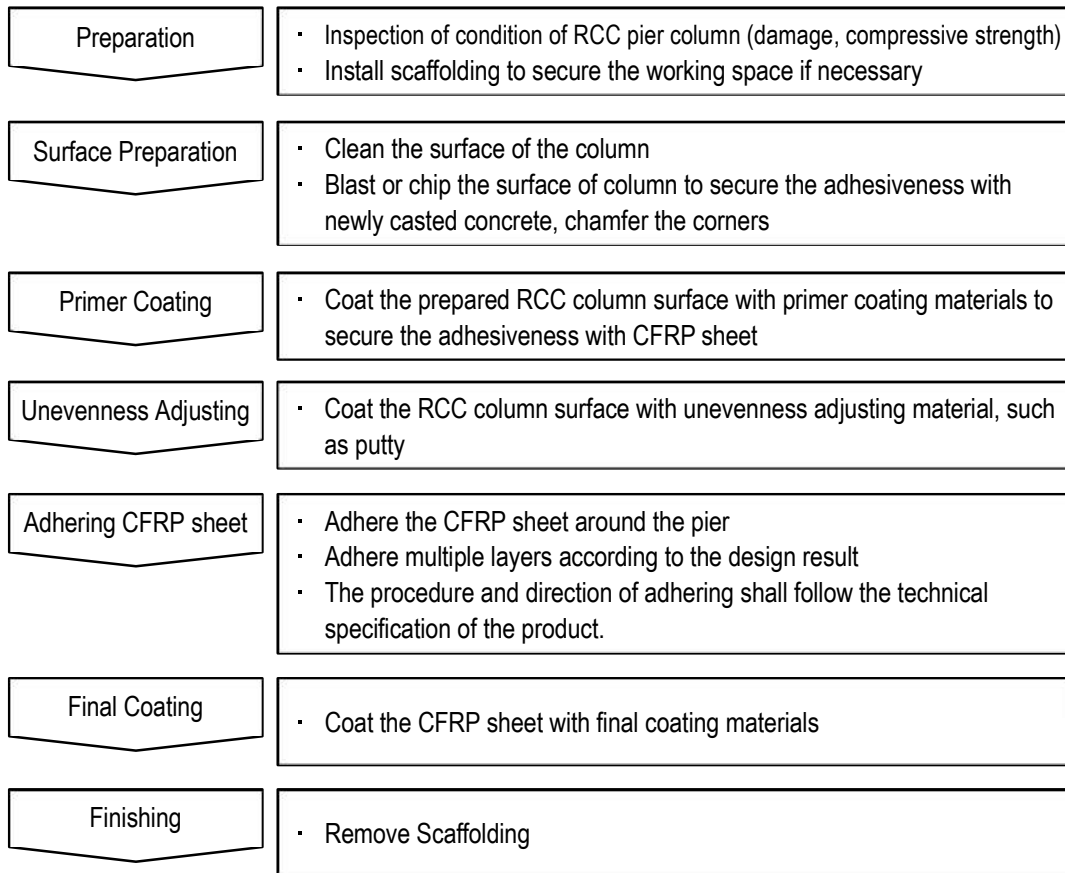 Preparation
· Inspection of condition of RCC pier column (damage, compressive strength)
· Install scaffolding to secure the working space if necessary
Surface Preparation
· Clean the surface of the column
· Blast or chip the surface of column to secure the adhesiveness with
newly casted concrete, chamfer the corners
Primer Coating
· Coat the prepared RCC column surface with primer coating materials to
secure the adhesiveness with CFRP sheet
Unevenness Adjusting
· Coat the RCC column surface with unevenness adjusting material, such
as putty
Adhering CFRP sheet
· Adhere the CFRP sheet around the pier
· Adhere multiple layers according to the design result
· The procedure and direction of adhering shall follow the technical
specification of the product.
Final Coating
· Coat the CFRP sheet with final coating materials
Finishing
· Remove Scaffolding